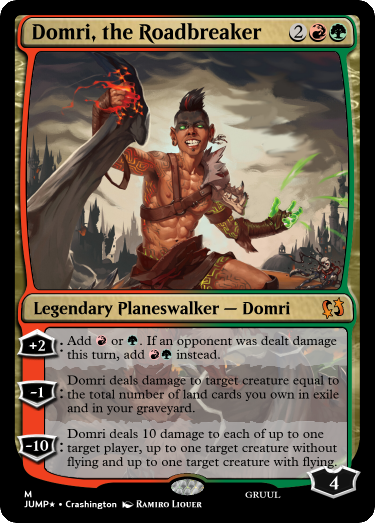 Domri, the Roadbreaker 2
Legendary Planeswalker — Domri
+2: Add or . If an opponent was dealt damage
this turn, add instead.
-1: Domri deals damage to target creature equal to
the total number of land cards you own in exile
and in your graveyard.
-10: Domri deals 10 damage to each of up to one
target player, up to one target creature without
flying and up to one target creature with flying.
4
M
JUMP★ • Crashington Ramiro Liouer
GRUUL